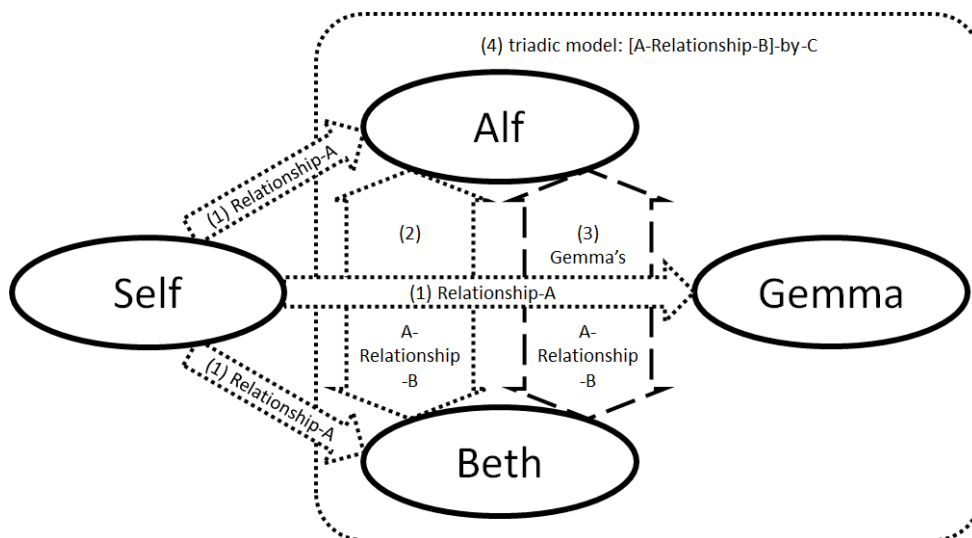 (4) triadic model: [A-Relationship-B]-by-C
Alf
(1) Relationship-A
(2)
(3)
Gemma's
Self
(1) Relationship-A
Gemma
A-
Relationship
-B
A-
Relationship
-B
(1) Relationship-A
Beth